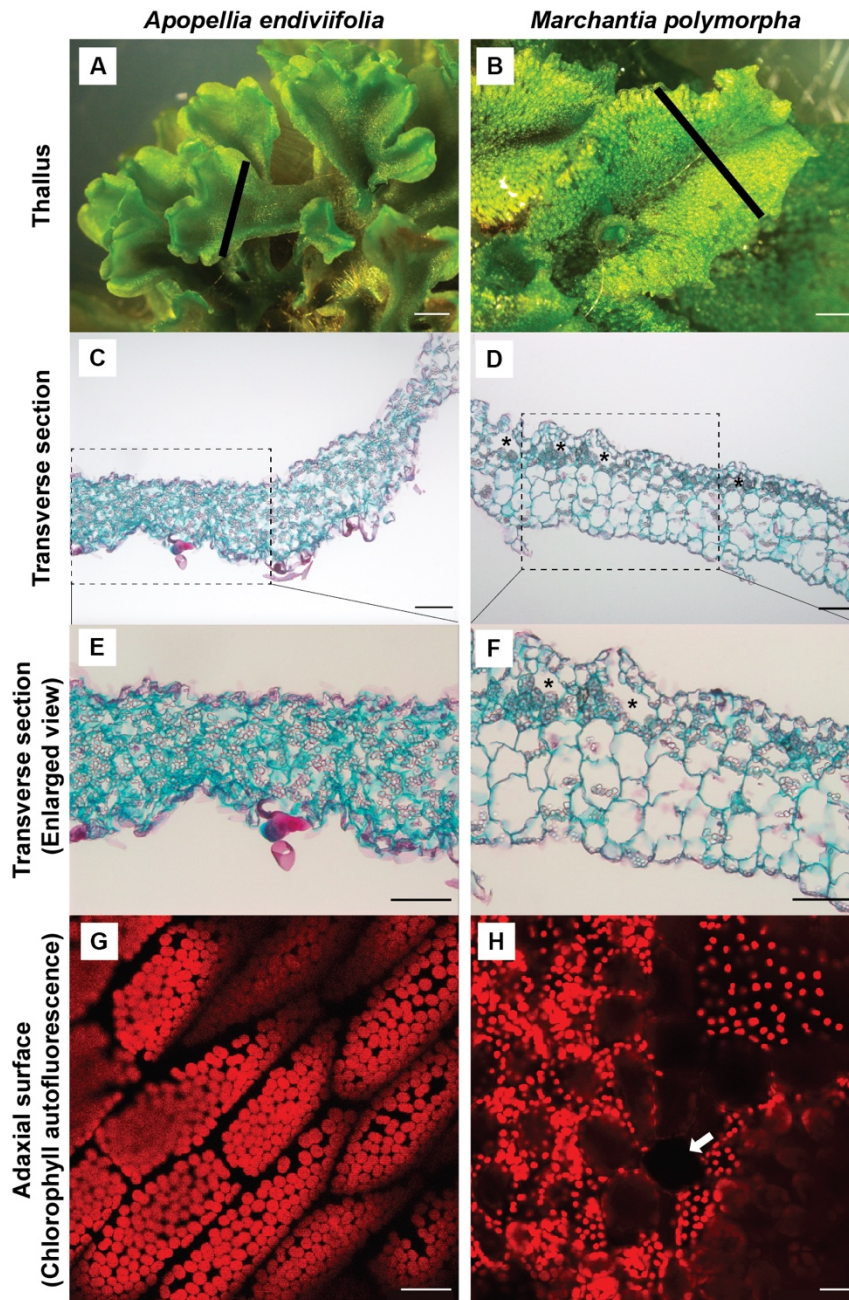 Apopellia endiviifolia
Marchantia polymorpha
Thallus
A
B
Transverse section
C
D
*
*
*
*
Transverse section
(Enlarged view)
E
F
*
*
Adaxial surface
(Chlorophyll autofluorescence)
G
H